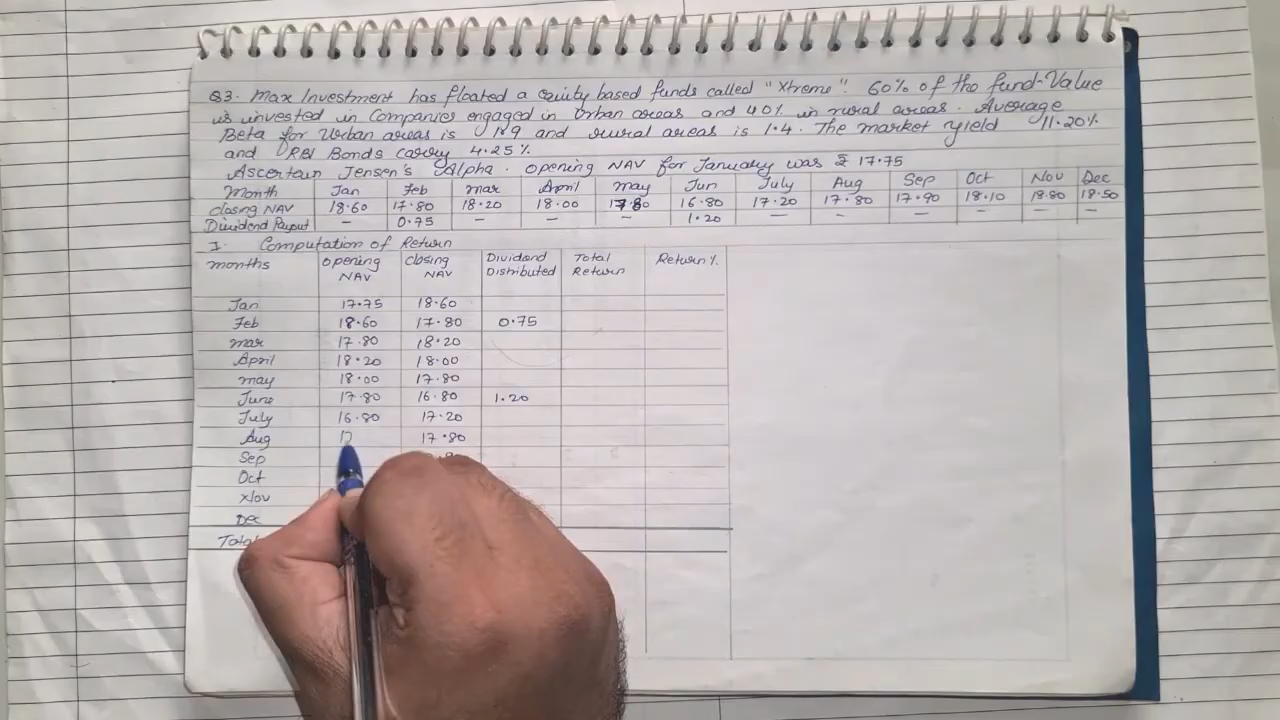 Q3. Max Investment has floated a equity based funds called "Xtreme". 60% of the fund-Value
is invested in Companies engaged in Urban areas and 40% in rural areas. Average
Beta for Urban areas is 1.9 and rural areas is 1.4. The market yield 11.20%
and RBI Bonds carry 4.25%
Ascertain Jensen's Alpha. Opening NAV for January was ₹ 17.75
Month Jan Feb mar April may Jun July Aug Sep Oct Nov Dec
closing NAV 18.60 17.80 18.20 18.00 17.80 16.80 17.20 17.80 17.90 18.10 18.80 18.50
Dividend Payout — 0.75 — — — 1.20 — — — — — —
I. Computation of Return
months Opening NAV closing NAV Dividend Distributed Total Return Return%
Jan 17.75 18.60
Feb 18.60 17.80 0.75
mar 17.80 18.20
April 18.20 18.00
may 18.00 17.80
June 17.80 16.80 1.20
July 16.80 17.20
Aug 17.80
Sep
Oct
Nov
Dec